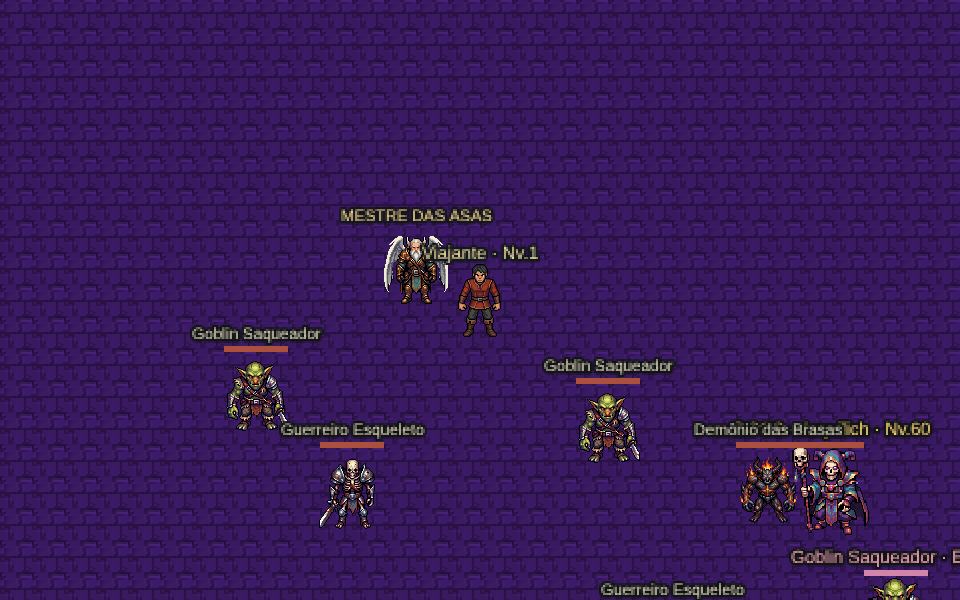 MESTRE DAS ASAS
Viajante · Nv.1
Goblin Saqueador
Goblin Saqueador
Guerreiro Esqueleto
Demônio das Brasas
lich · Nv.60
Goblin Saqueador · E
Guerreiro Esqueleto